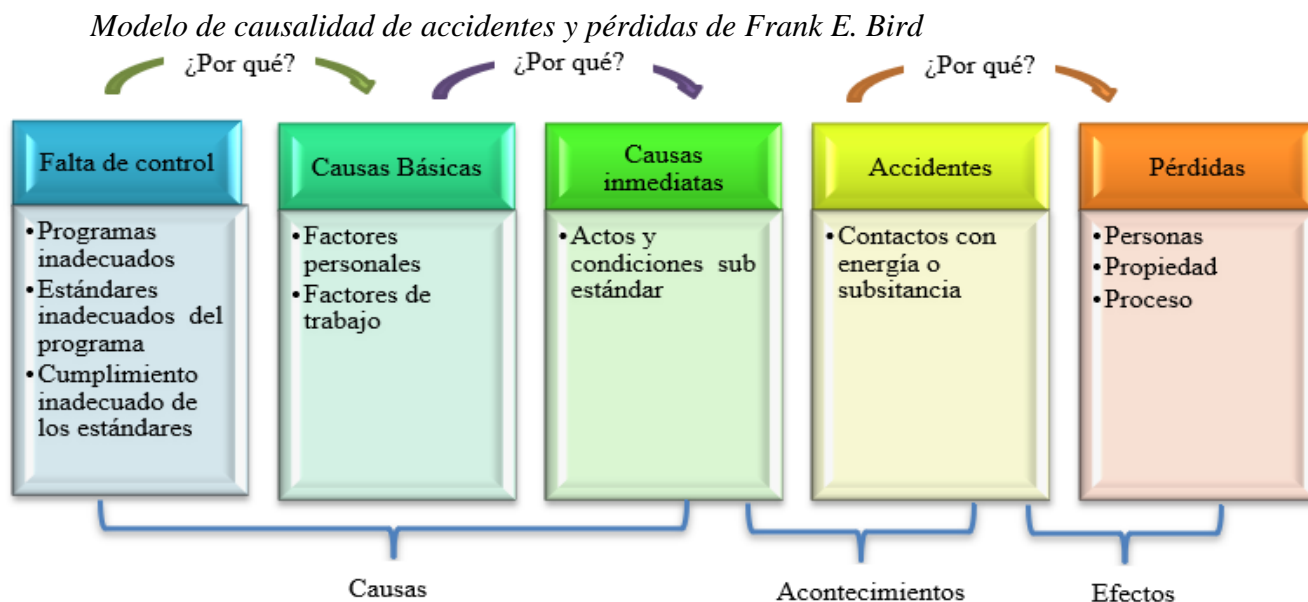 Modelo de causalidad de accidentes y pérdidas de Frank E. Bird
¿Por qué?
¿Por qué?
¿Por qué?
Falta de control
•Programas
inadecuados
•Estándares
inadecuados del
programa
•Cumplimiento
inadecuado de
los estándares
Causas Básicas
•Factores
personales
•Factores de
trabajo
Causas
inmediatas
•Actos y
condiciones sub
estándar
Accidentes
•Contactos con
energía o
subsitancia
Pérdidas
•Personas
•Propiedad
•Proceso
Causas
Acontecimientos
Efectos